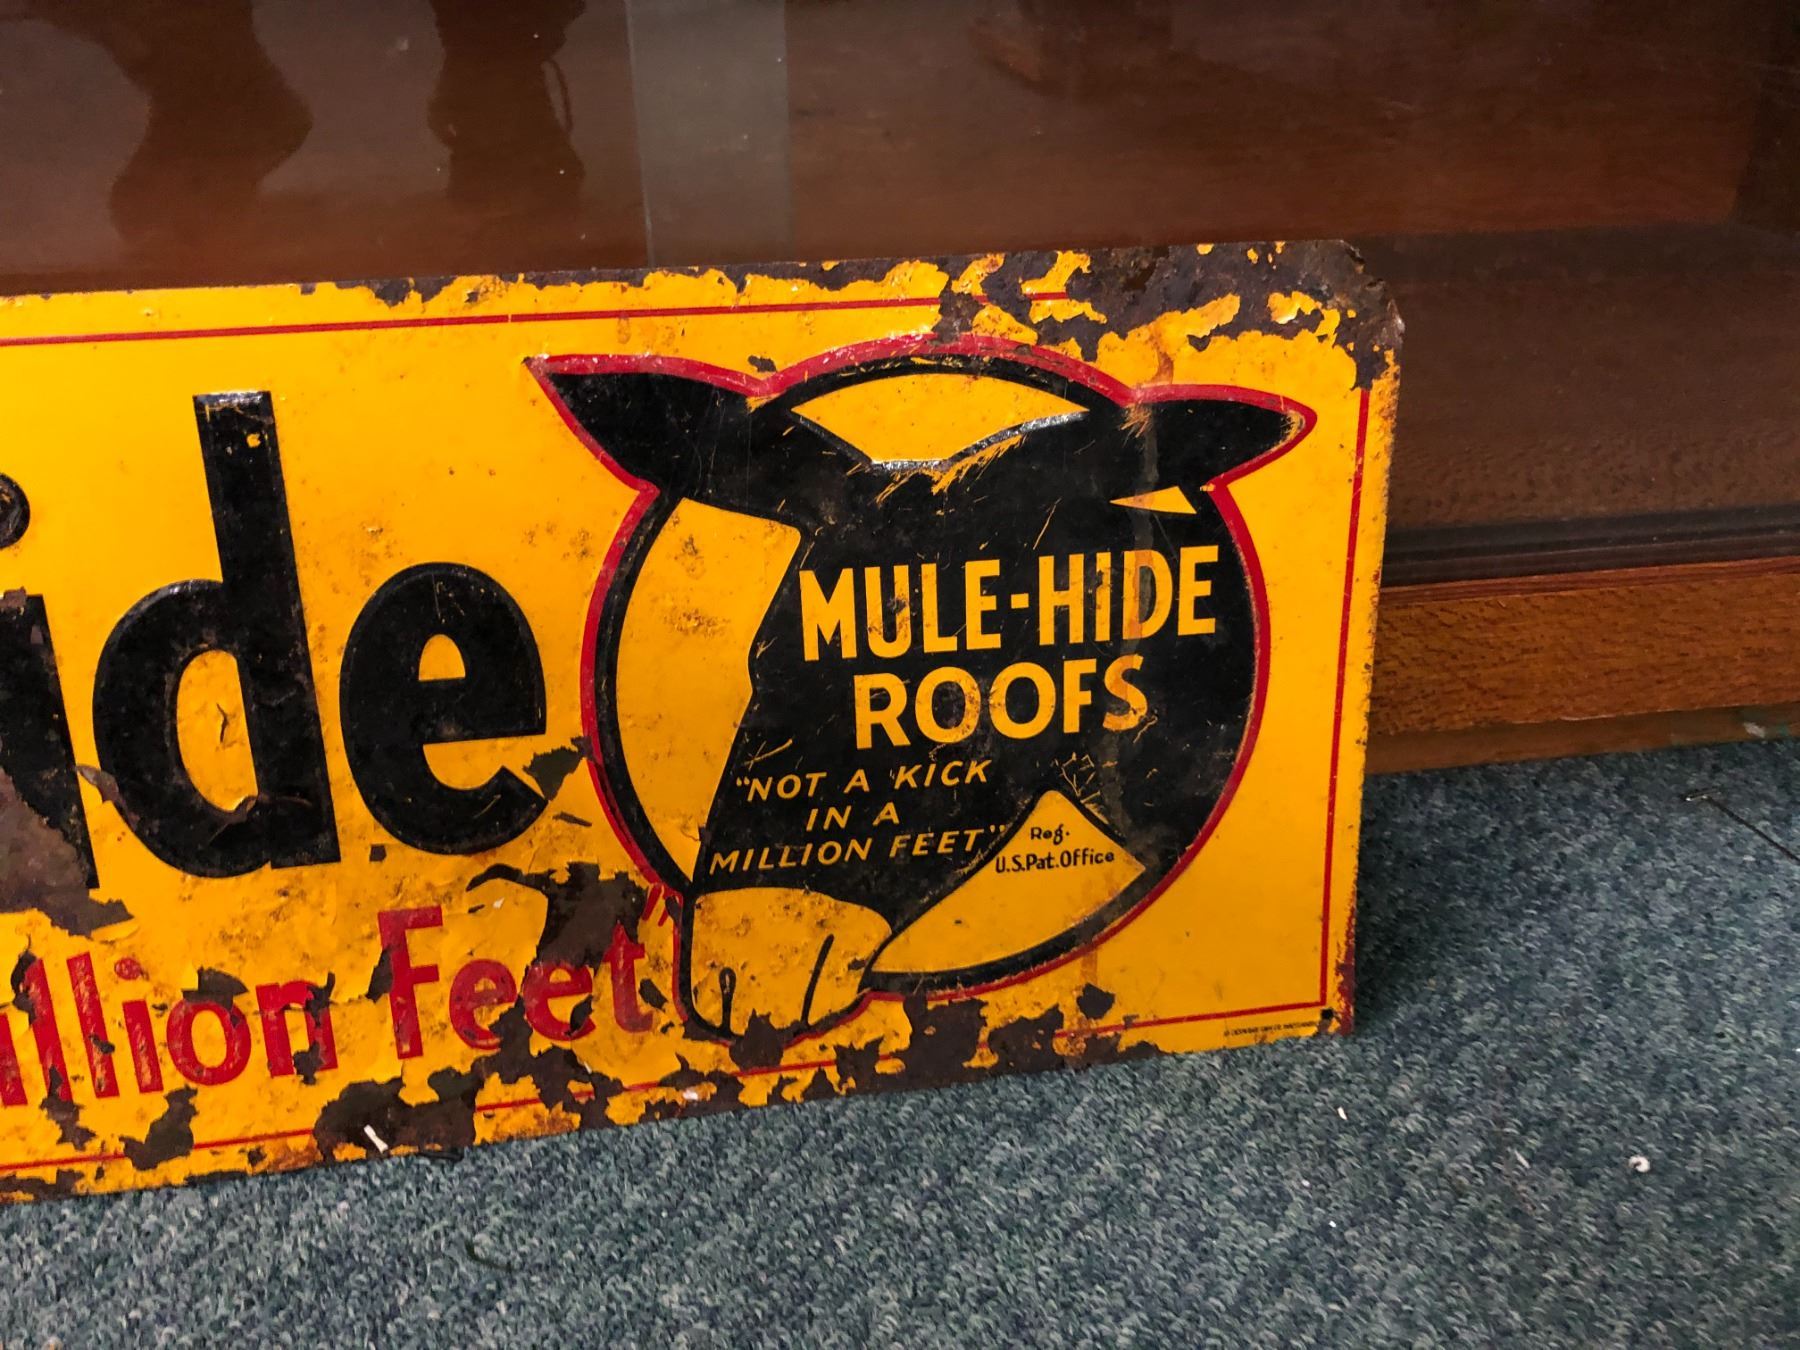 ide
illion Feet"
MULE-HIDE
ROOFS
"NOT A KICK
IN A
MILLION FEET"
Reg.
U.S.Pat.Office